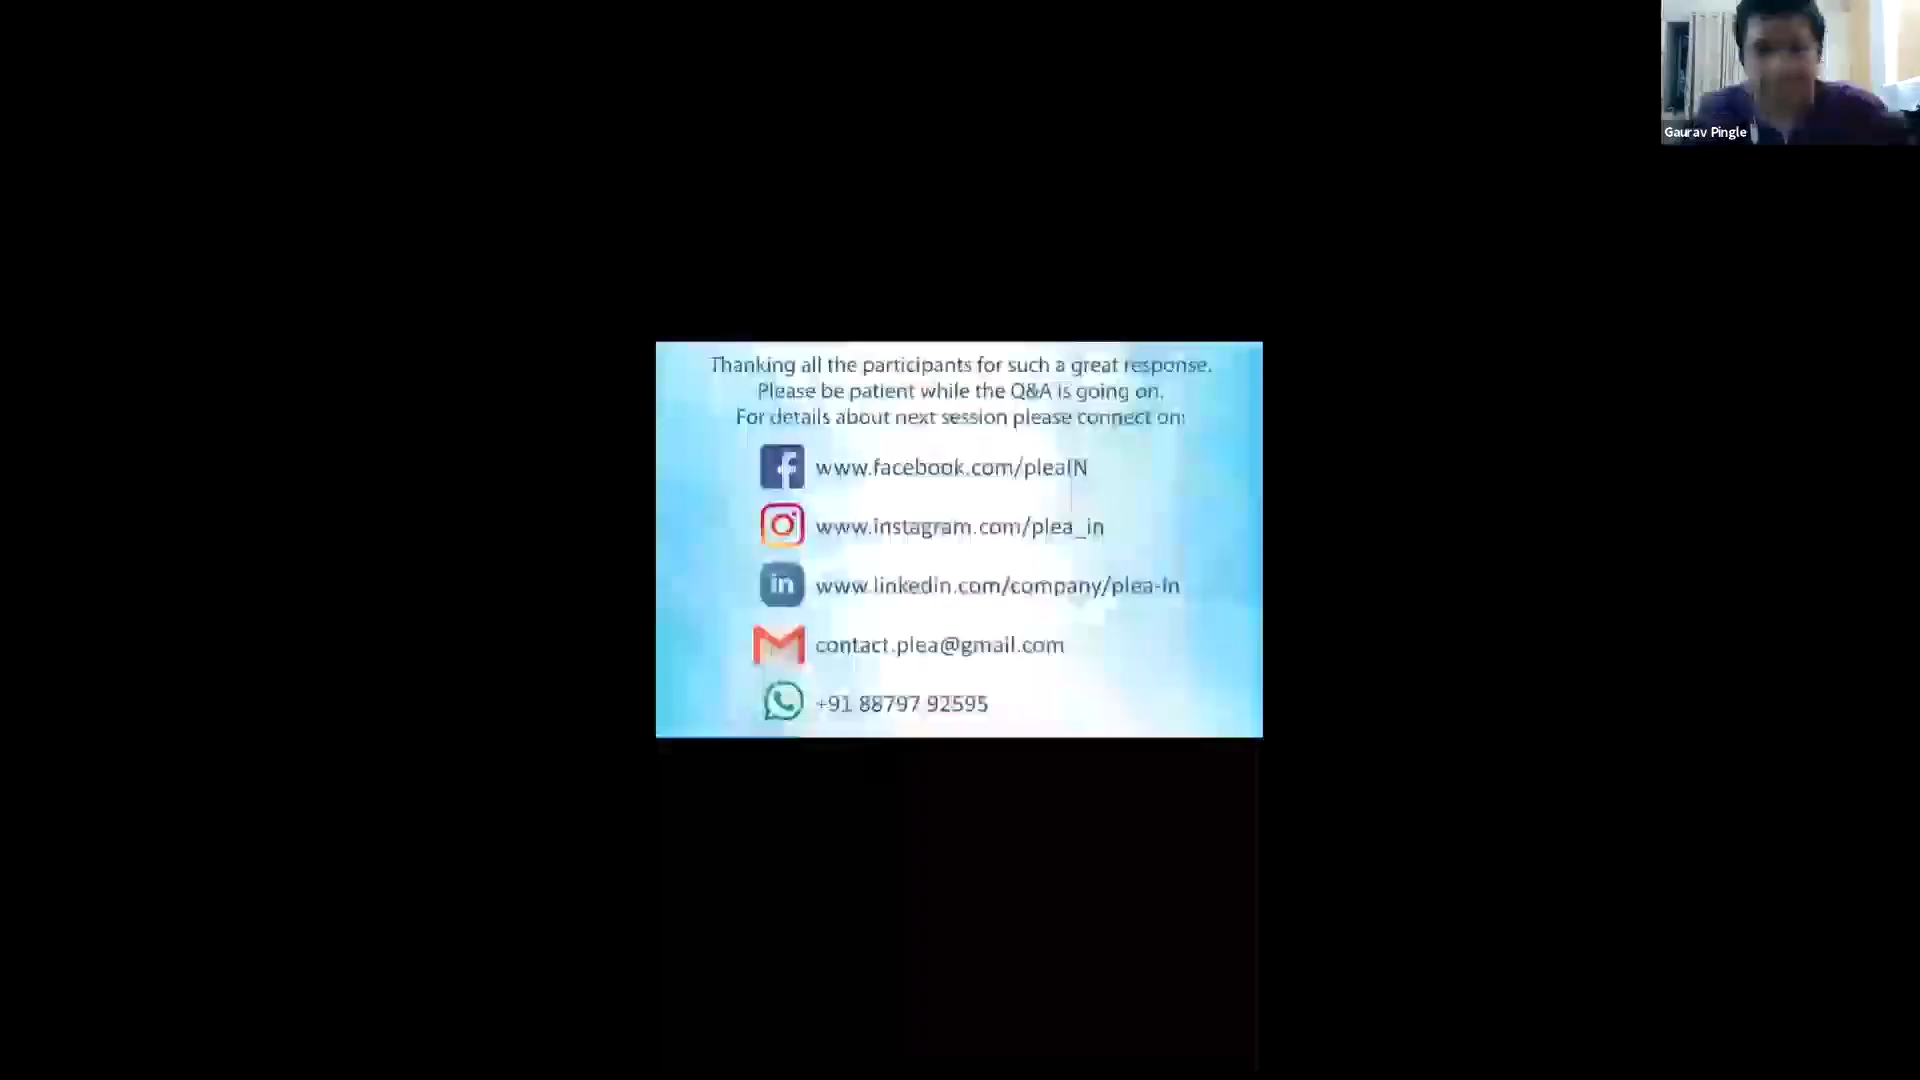 Gaurav Pingle
Thanking all the participants for such a great response.
Please be patient while the Q&A is going on.
For details about next session please connect on:
www.facebook.com/pleaIN
www.instagram.com/plea_in
in www.linkedin.com/company/plea-in
contact.plea@gmail.com
+91 88797 92595